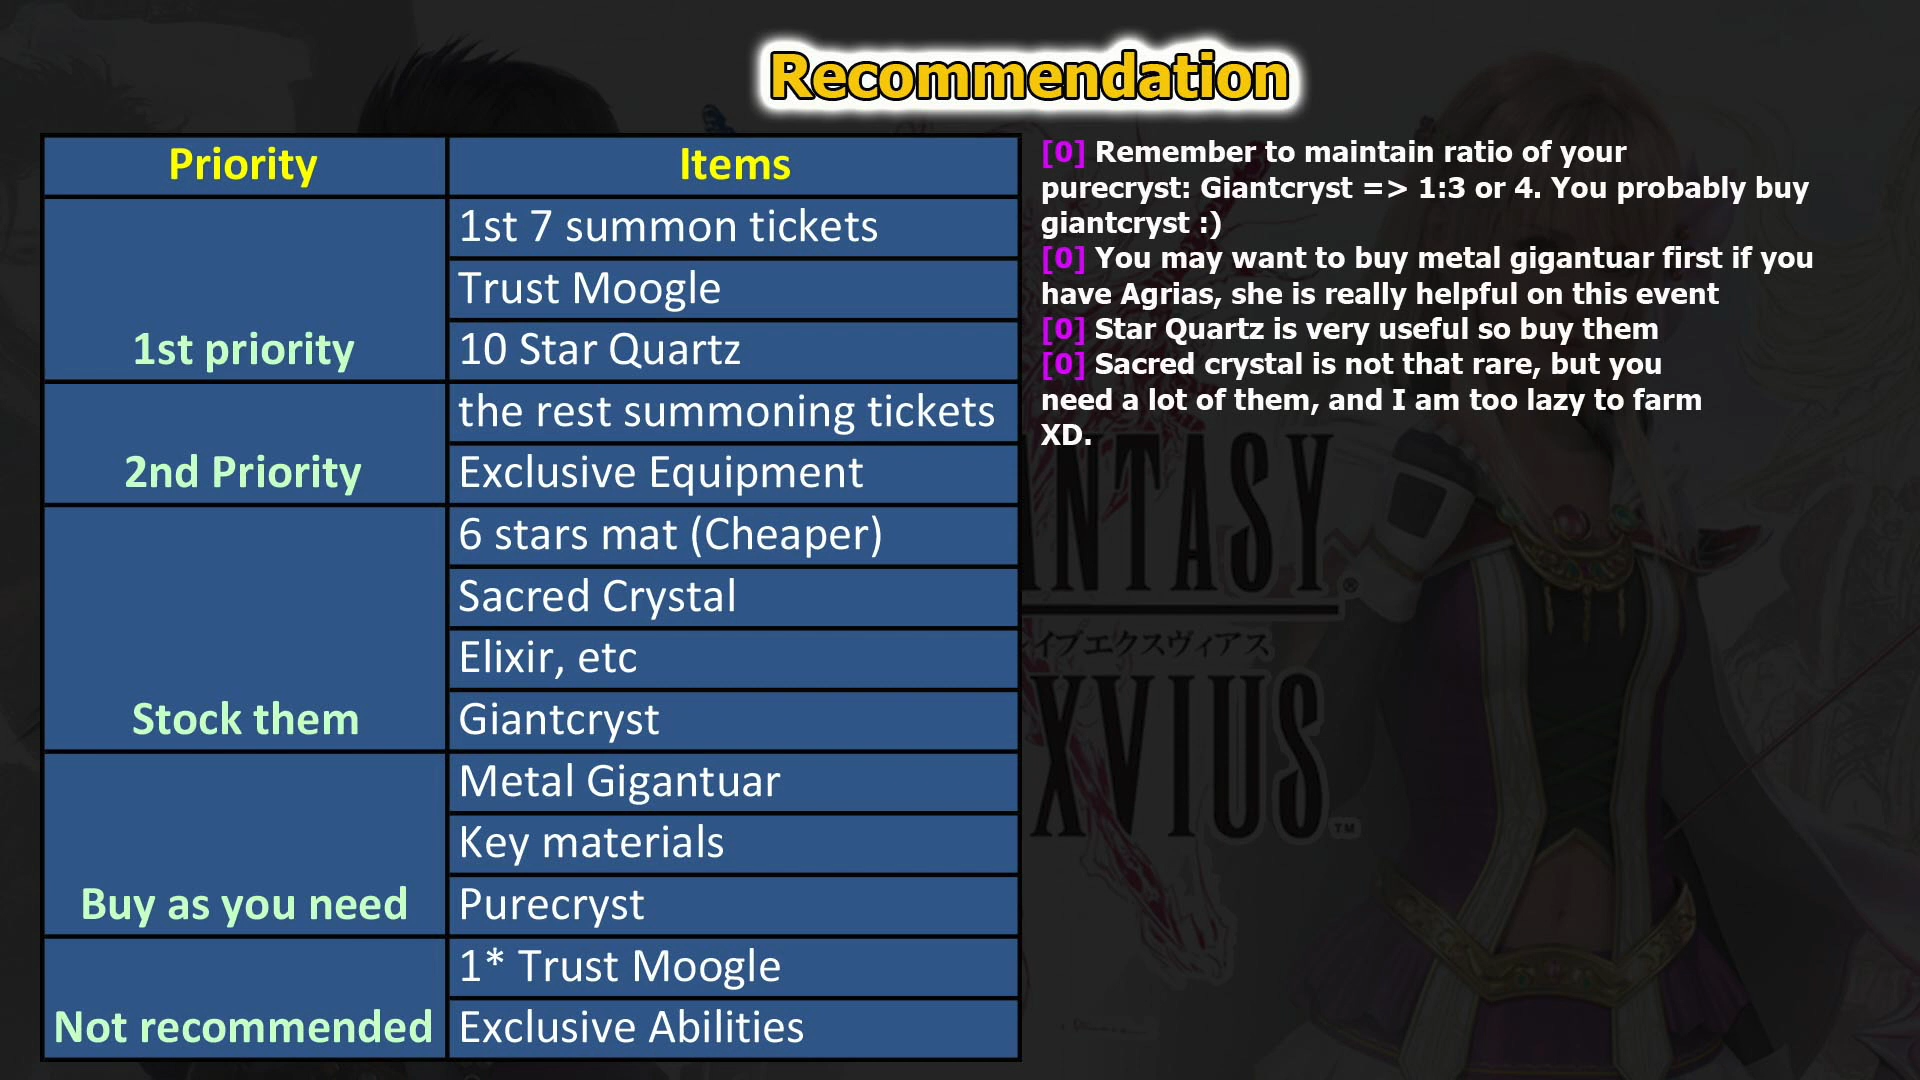 Recommendation
Priority Items
1st priority
1st 7 summon tickets
Trust Moogle
10 Star Quartz
2nd Priority
the rest summoning tickets
Exclusive Equipment
Stock them
6 stars mat (Cheaper)
Sacred Crystal
Elixir, etc
Giantcryst
Buy as you need
Metal Gigantuar
Key materials
Purecryst
Not recommended
1* Trust Moogle
Exclusive Abilities
[0] Remember to maintain ratio of your
purecryst: Giantcryst => 1:3 or 4. You probably buy
giantcryst :)
[0] You may want to buy metal gigantuar first if you
have Agrias, she is really helpful on this event
[0] Star Quartz is very useful so buy them
[0] Sacred crystal is not that rare, but you
need a lot of them, and I am too lazy to farm
XD.
ANTASY®
イブエクスヴィアス
XVIUS™